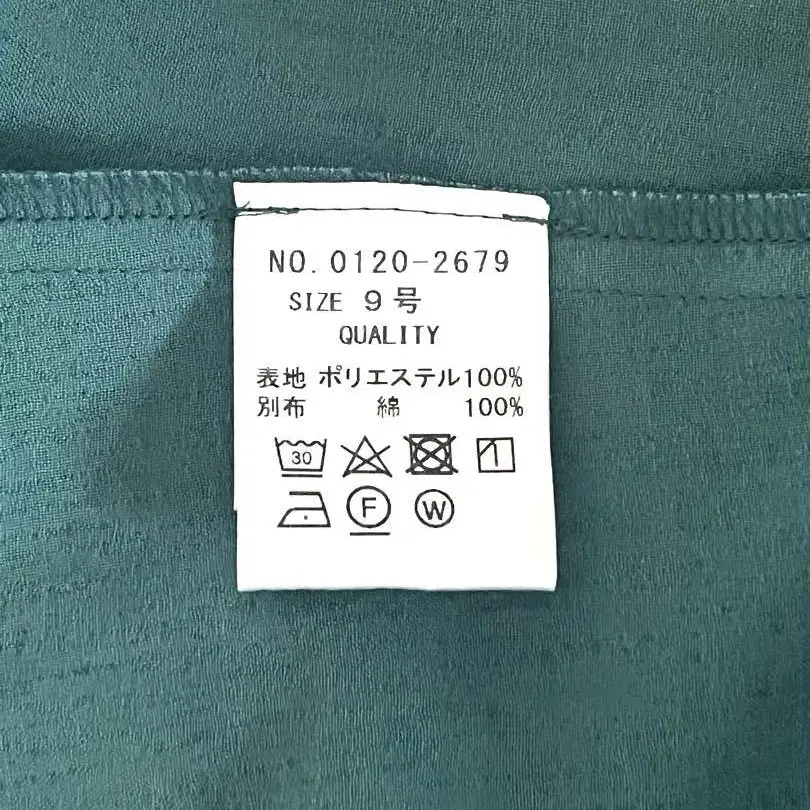 NO. 0120-2679
SIZE 9号
QUALITY
表地 ポリエステル100%
別布 綿 100%
30
F W